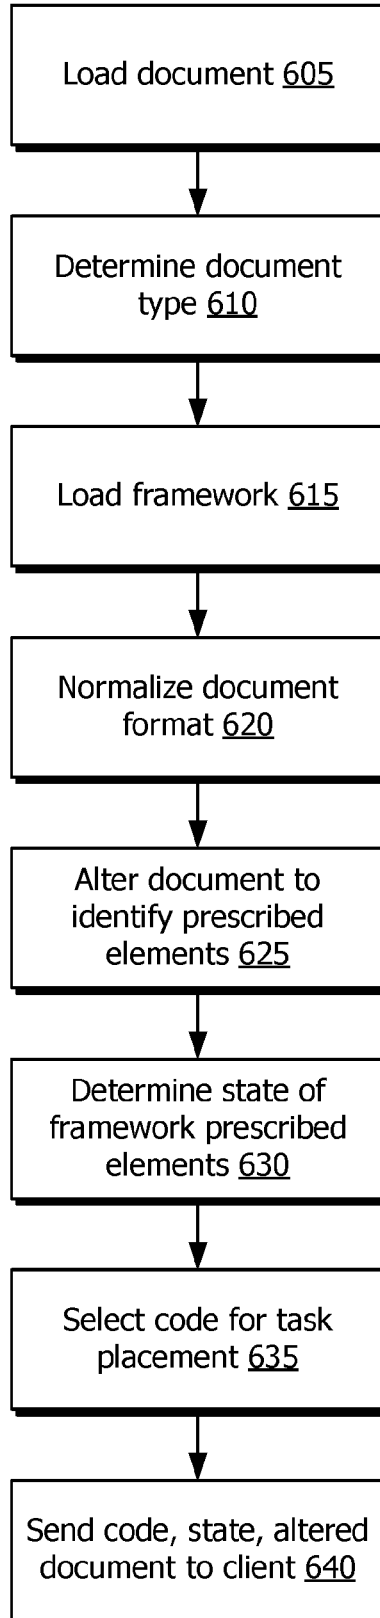 Load document 605
Determine document
type 610
Load framework 615
Normalize document
format 620
Alter document to
identify prescribed
elements 625
Determine state of
framework prescribed
elements 630
Select code for task
placement 635
Send code, state, altered
document to client 640